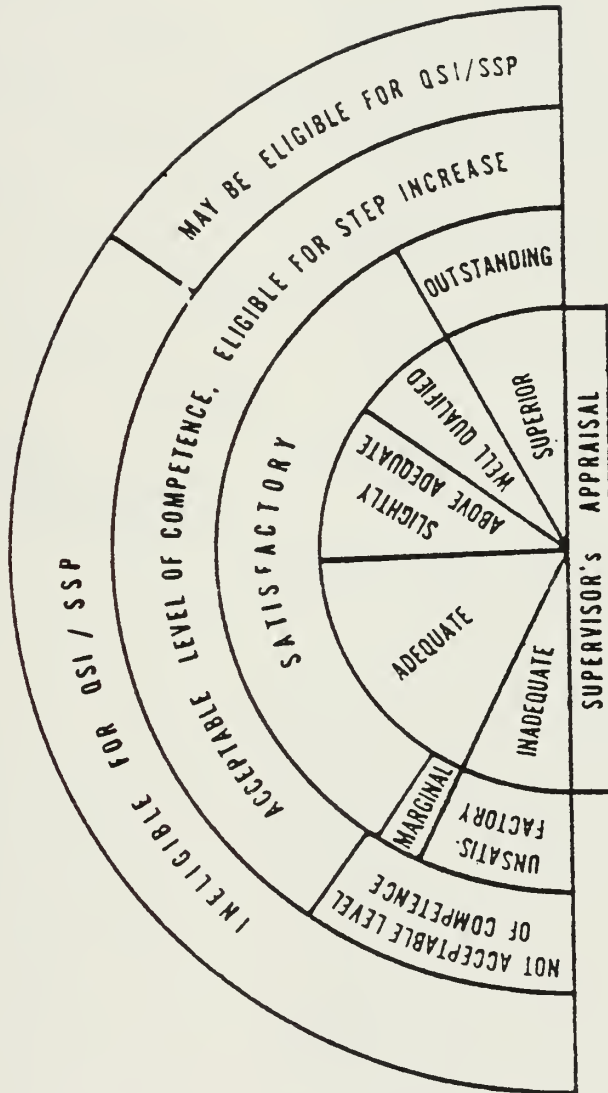 INELIGIBLE FOR QSI / SSP
MAY BE ELIGIBLE FOR QSI/SSP
NOT ACCEPTABLE LEVEL
OF COMPETENCE
ACCEPTABLE LEVEL OF COMPETENCE, ELIGIBLE FOR STEP INCREASE
UNSATIS-
FACTORY
MARGINAL
SATISFACTORY
OUTSTANDING
INADEQUATE
ADEQUATE
SLIGHTLY
ABOVE ADEQUATE
WELL QUALIFIED
SUPERIOR
SUPERVISOR'S APPRAISAL